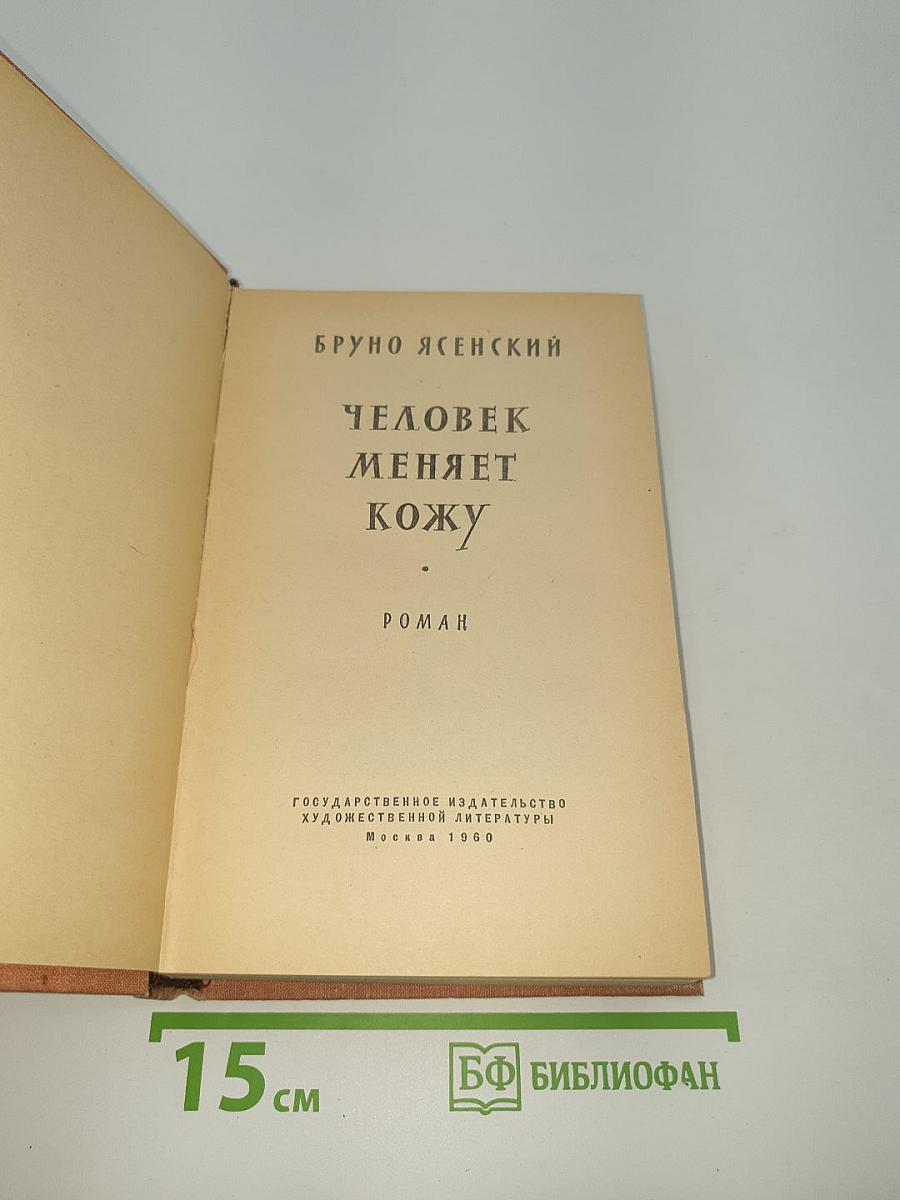 БРУНО ЯСЕНСКИЙ
ЧЕЛОВЕК
МЕНЯЕТ
КОЖУ
РОМАН
ГОСУДАРСТВЕННОЕ ИЗДАТЕЛЬСТВО
ХУДОЖЕСТВЕННОЙ ЛИТЕРАТУРЫ
Москва 1960
15 см
БФ БИБЛИОФАН